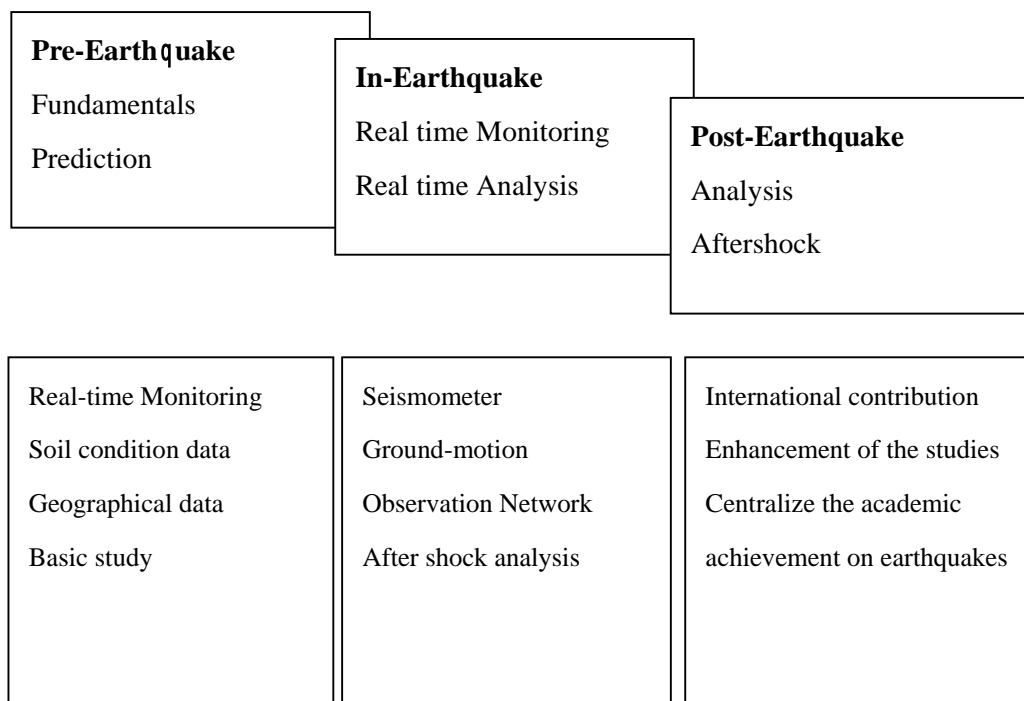 Pre-Earthquake
Fundamentals
Prediction
In-Earthquake
Real time Monitoring
Real time Analysis
Post-Earthquake
Analysis
Aftershock
Real-time Monitoring
Soil condition data
Geographical data
Basic study
Seismometer
Ground-motion
Observation Network
After shock analysis
International contribution
Enhancement of the studies
Centralize the academic
achievement on earthquakes